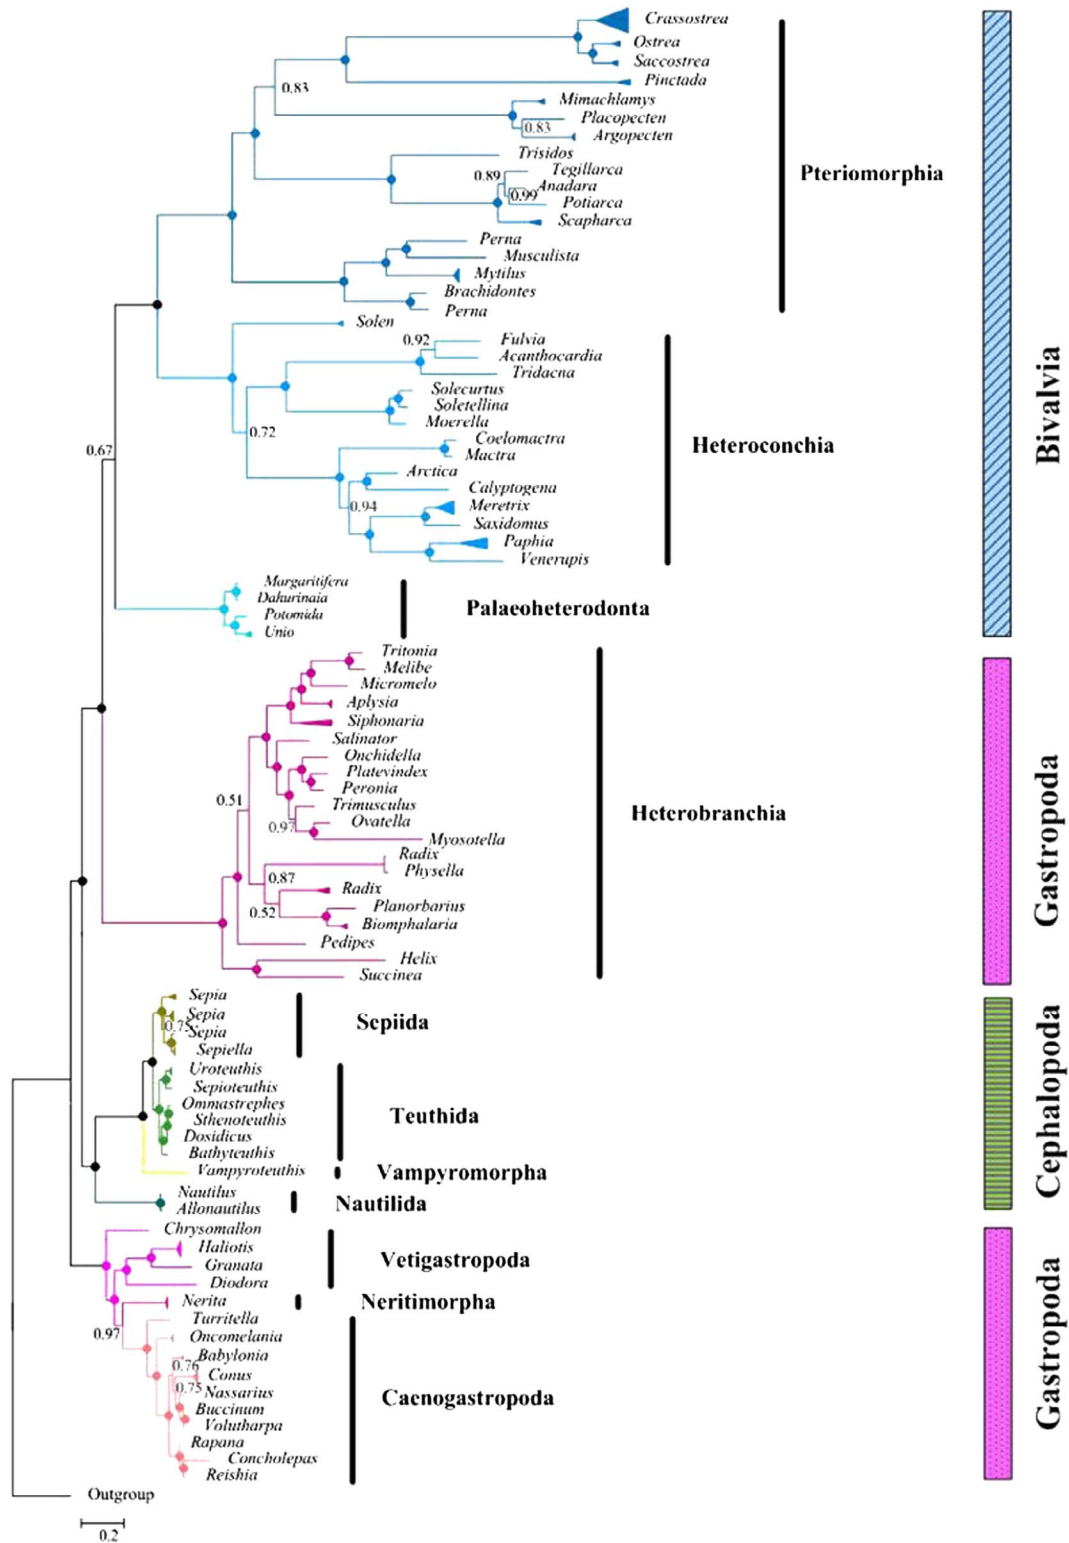 Crassostrea
Ostrea
Saccostrea
Pinctada
0.83
Mimachlamys
Placopecten
0.83
Argopecten
Trisidos
Tegillarca
0.89
Anadara
0.99
Potiarca
Scapharca
Pteriomorphia
Perna
Musculista
Mytilus
Brachidontes
Perna
Solen
Fulvia
0.92
Acanthocardia
Tridacna
Solecurtus
Soletellina
Moerella
0.72
Coelomactra
Mactra
Heteroconchia
0.67
Arctica
Calyptogena
0.94
Meretrix
Saxidomus
Paphia
Venerupis
Bivalvia
Margaritifera
Dahurinaia
Potomida
Unio
Palaeoheterodonta
Tritonia
Melibe
Micromelo
Aplysia
Siphonaria
Salinator
Onchidella
Platevindex
Peronia
0.51
Trimusculus
Ovatella
0.97
Myosotella
Heterobranchia
Radix
Physella
0.87
Radix
0.52
Planorbarius
Biomphalaria
Pedipes
Helix
Succinea
Gastropoda
Sepia
Sepia
0.75
Sepia
Sepiella
Sepiida
Uroteuthis
Sepioteuthis
Ommastrephes
Sthenoteuthis
Dosidicus
Bathyteuthis
Teuthida
Vampyroteuthis
Vampyromorpha
Nautilus
Allonautilus
Nautilida
Cephalopoda
Chrysomallon
Haliotis
Granata
Diodora
Vetigastropoda
Nerita
Neritimorpha
0.97
Turritella
Oncomelania
Babylonia
0.76
Conus
0.75
Nassarius
Buccinum
Volutharpa
Rapana
Concholepas
Reishia
Caenogastropoda
Gastropoda
Outgroup
0.2